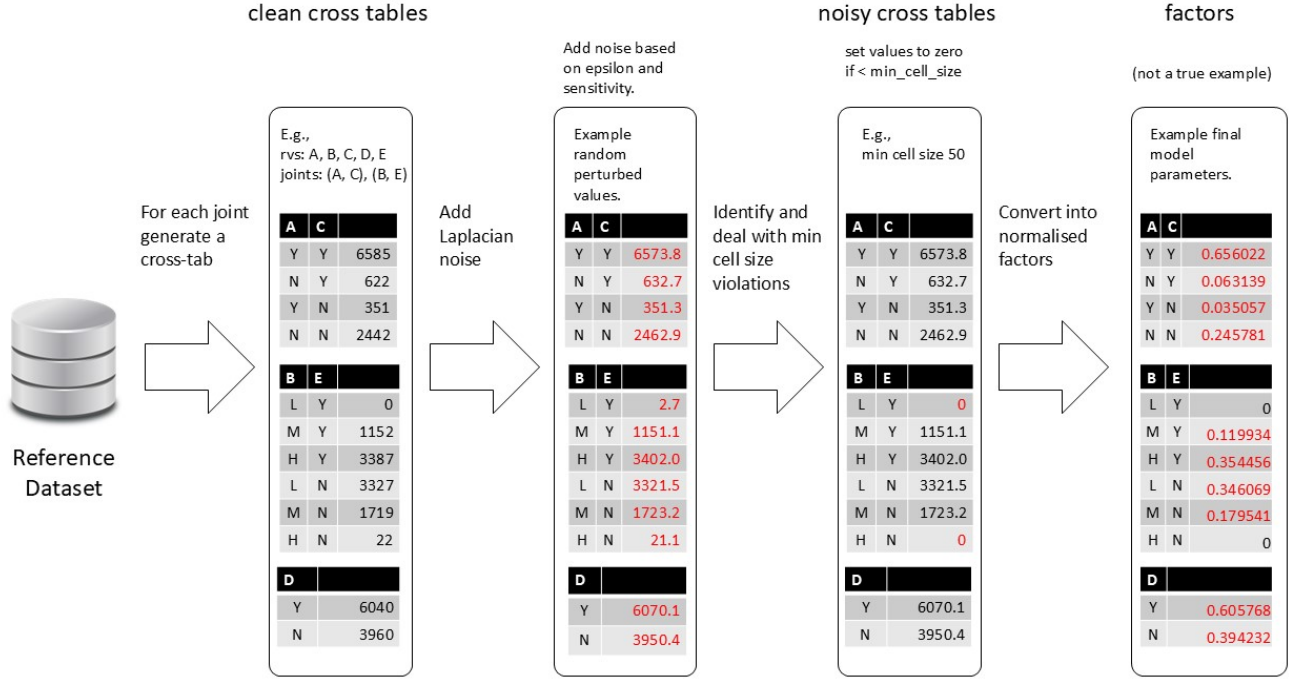 clean cross tables
noisy cross tables
factors
Add noise based
on epsilon and
sensitivity.
set values to zero
if < min_cell_size
(not a true example)
Reference
Dataset
For each joint
generate a
cross-tab
E.g.,
rvs: A, B, C, D, E
joints: (A, C), (B, E)
A C
Y Y 6585
N Y 622
Y N 351
N N 2442
B E
L Y 0
M Y 1152
H Y 3387
L N 3327
M N 1719
H N 22
D
Y 6040
N 3960
Add
Laplacian
noise
Example
random
perturbed
values.
A C
Y Y 6573.8
N Y 632.7
Y N 351.3
N N 2462.9
B E
L Y 2.7
M Y 1151.1
H Y 3402.0
L N 3321.5
M N 1723.2
H N 21.1
D
Y 6070.1
N 3950.4
Identify and
deal with min
cell size
violations
E.g.,
min cell size 50
A C
Y Y 6573.8
N Y 632.7
Y N 351.3
N N 2462.9
B E
L Y 0
M Y 1151.1
H Y 3402.0
L N 3321.5
M N 1723.2
H N 0
D
Y 6070.1
N 3950.4
Convert into
normalised
factors
Example final
model
parameters.
A C
Y Y 0.656022
N Y 0.063139
Y N 0.035057
N N 0.245781
B E
L Y 0
M Y 0.119934
H Y 0.354456
L N 0.346069
M N 0.179541
H N 0
D
Y 0.605768
N 0.394232